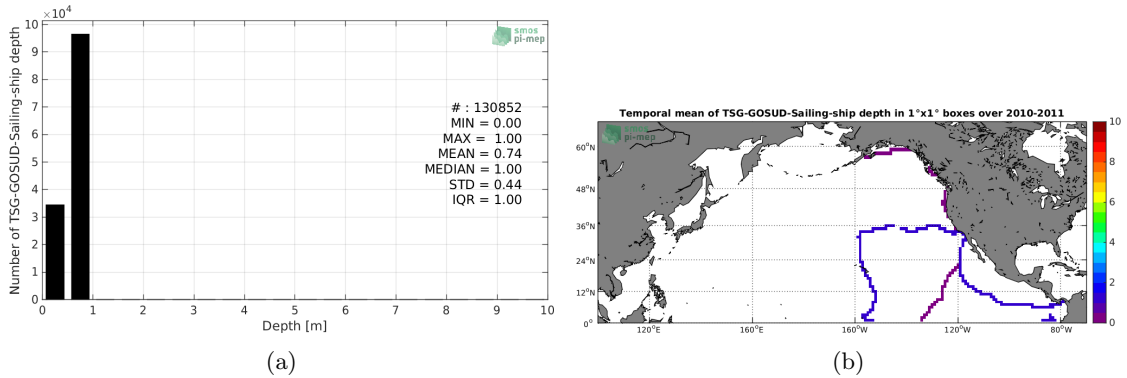 ×10⁴
10
9
8
7
6
5
4
3
2
1
0
Number of TSG-GOSUD-Sailing-ship depth
smos
pi-mep
# : 130852
MIN = 0.00
MAX = 1.00
MEAN = 0.74
MEDIAN = 1.00
STD = 0.44
IQR = 1.00
0 1 2 3 4 5 6 7 8 9 10
Depth [m]
(a)
Temporal mean of TSG-GOSUD-Sailing-ship depth in 1°x1° boxes over 2010-2011
smos
pi-mep
60°N
48°N
36°N
24°N
12°N
0°
120°E 160°E 160°W 120°W 80°W
10
8
6
4
2
0
(b)